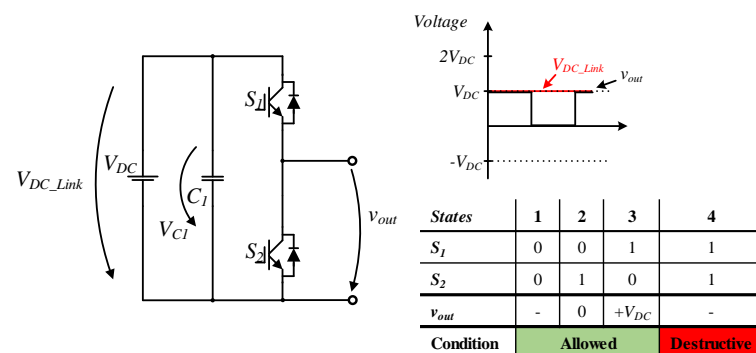 V_DC_Link
V_DC
V_C1
C_1
S_1
S_2
v_out
Voltage
2V_DC
V_DC
-V_DC
V_DC_Link
v_out
States 1 2 3 4
S_1 0 0 1 1
S_2 0 1 0 1
v_out - 0 +V_DC -
Condition Allowed Destructive